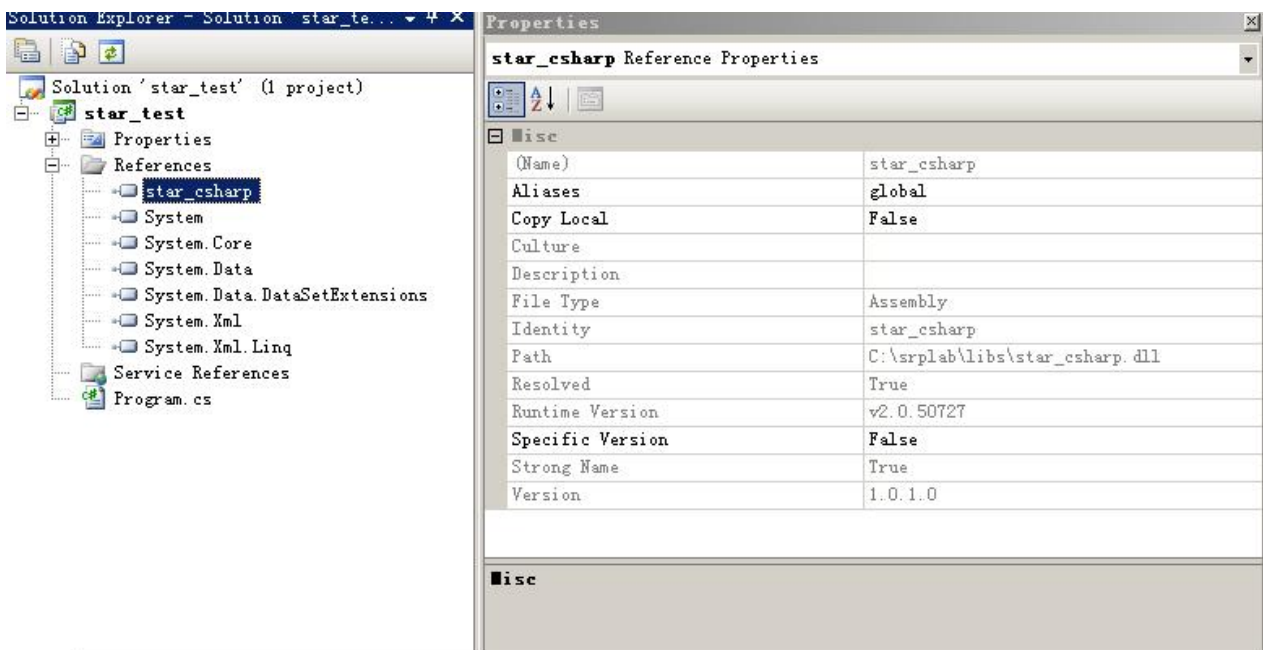 Solution Explorer - Solution 'star_te...
Solution 'star_test' (1 project)
star_test
Properties
References
star_csharp
System
System.Core
System.Data
System.Data.DataSetExtensions
System.Xml
System.Xml.Linq
Service References
Program.cs
Properties
star_csharp Reference Properties
Misc
(Name) star_csharp
Aliases global
Copy Local False
Culture
Description
File Type Assembly
Identity star_csharp
Path C:\srplab\libs\star_csharp.dll
Resolved True
Runtime Version v2.0.50727
Specific Version False
Strong Name True
Version 1.0.1.0
Misc